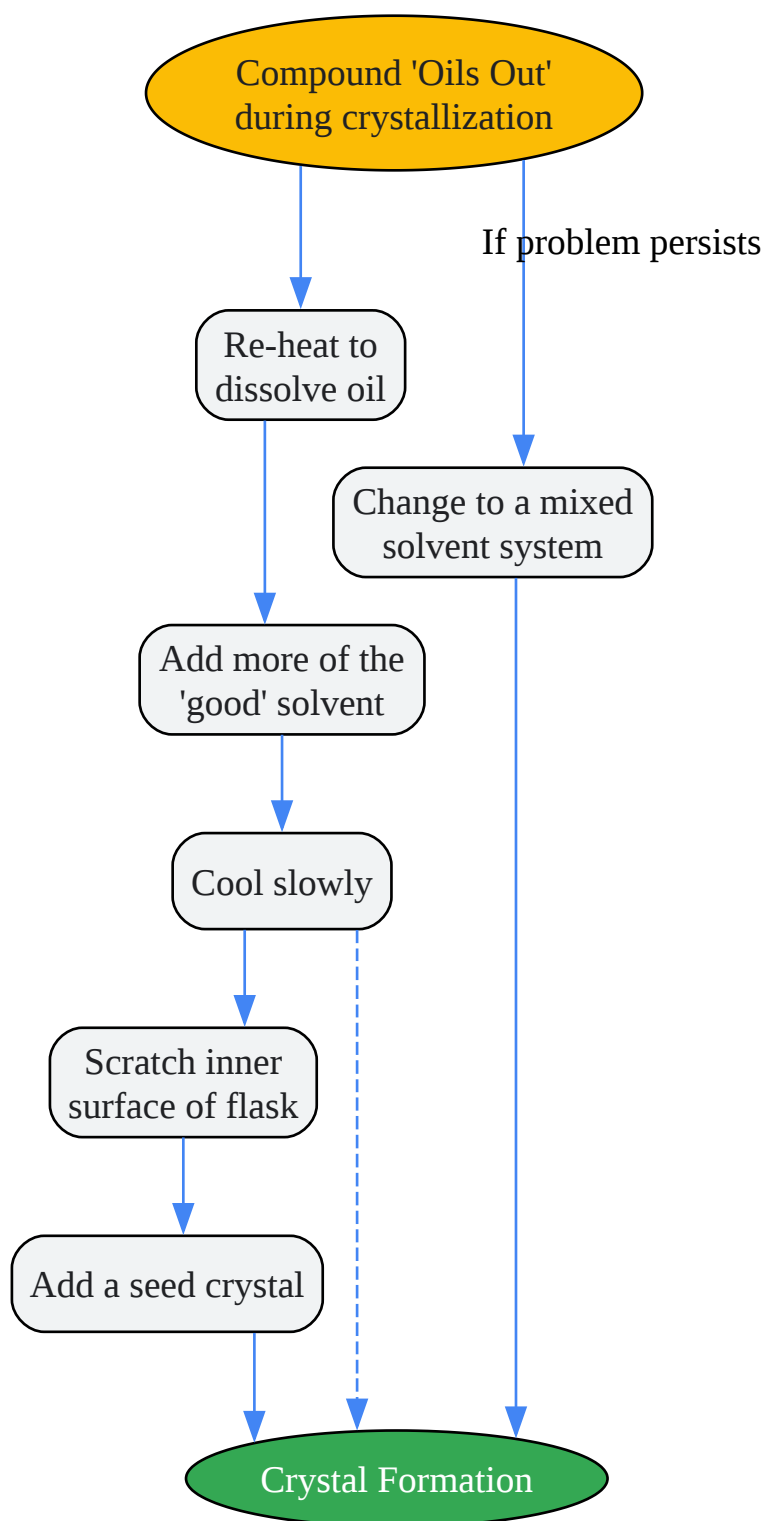 Compound 'Oils Out'
during crystallization
If problem persists
Re-heat to
dissolve oil
Change to a mixed
solvent system
Add more of the
'good' solvent
Cool slowly
Scratch inner
surface of flask
Add a seed crystal
Crystal Formation